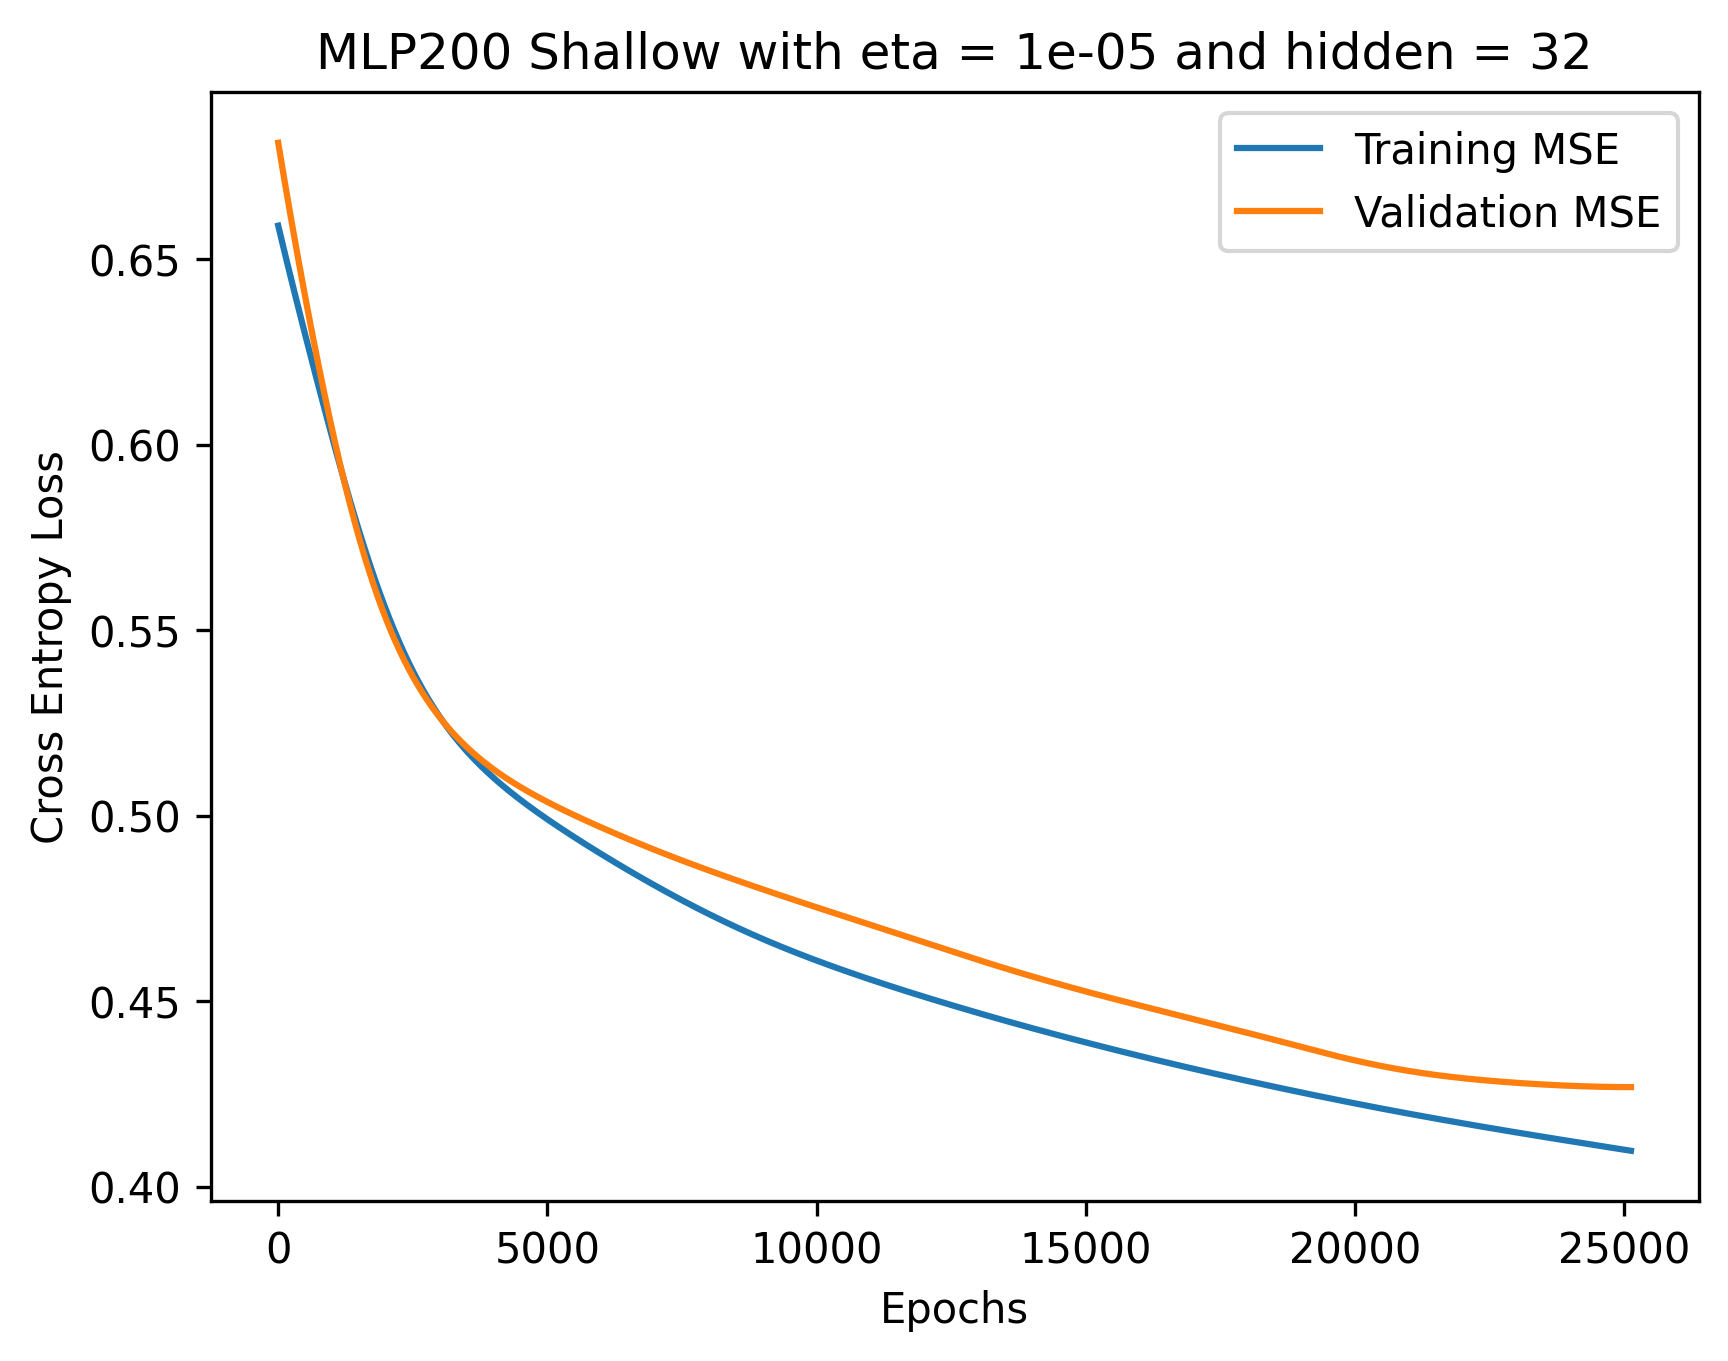 MLP200 Shallow with eta = 1e-05 and hidden = 32
Training MSE
Validation MSE
Cross Entropy Loss
0.65
0.60
0.55
0.50
0.45
0.40
0 5000 10000 15000 20000 25000
Epochs